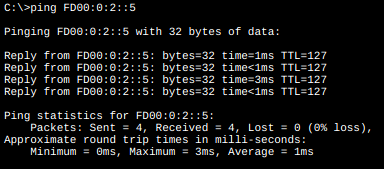 C:\>ping FD00:0:2::5
Pinging FD00:0:2::5 with 32 bytes of data:
Reply from FD00:0:2::5: bytes=32 time=1ms TTL=127
Reply from FD00:0:2::5: bytes=32 time<1ms TTL=127
Reply from FD00:0:2::5: bytes=32 time=3ms TTL=127
Reply from FD00:0:2::5: bytes=32 time<1ms TTL=127
Ping statistics for FD00:0:2::5:
    Packets: Sent = 4, Received = 4, Lost = 0 (0% loss),
Approximate round trip times in milli-seconds:
    Minimum = 0ms, Maximum = 3ms, Average = 1ms